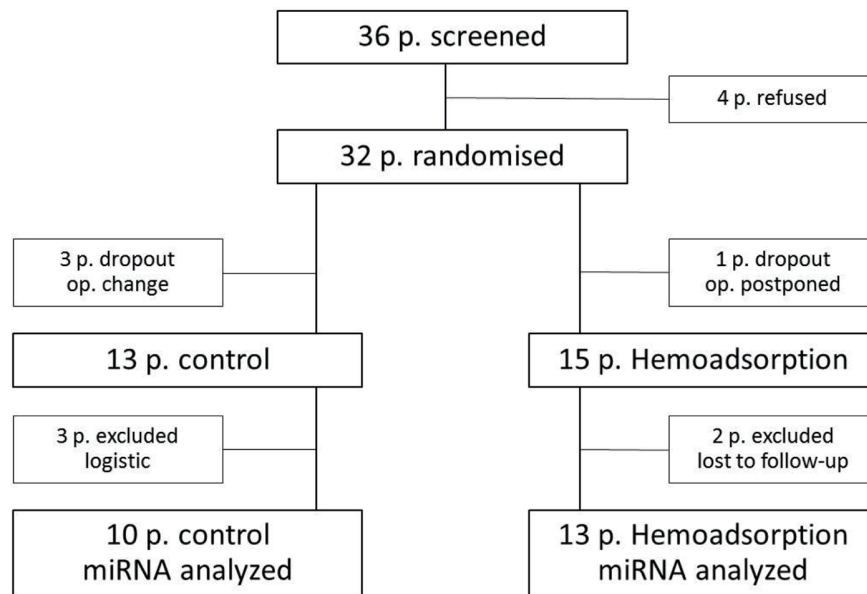 36 p. screened
4 p. refused
32 p. randomised
3 p. dropout
op. change
1 p. dropout
op. postponed
13 p. control
15 p. Hemoadsorption
3 p. excluded
logistic
2 p. excluded
lost to follow-up
10 p. control
miRNA analyzed
13 p. Hemoadsorption
miRNA analyzed